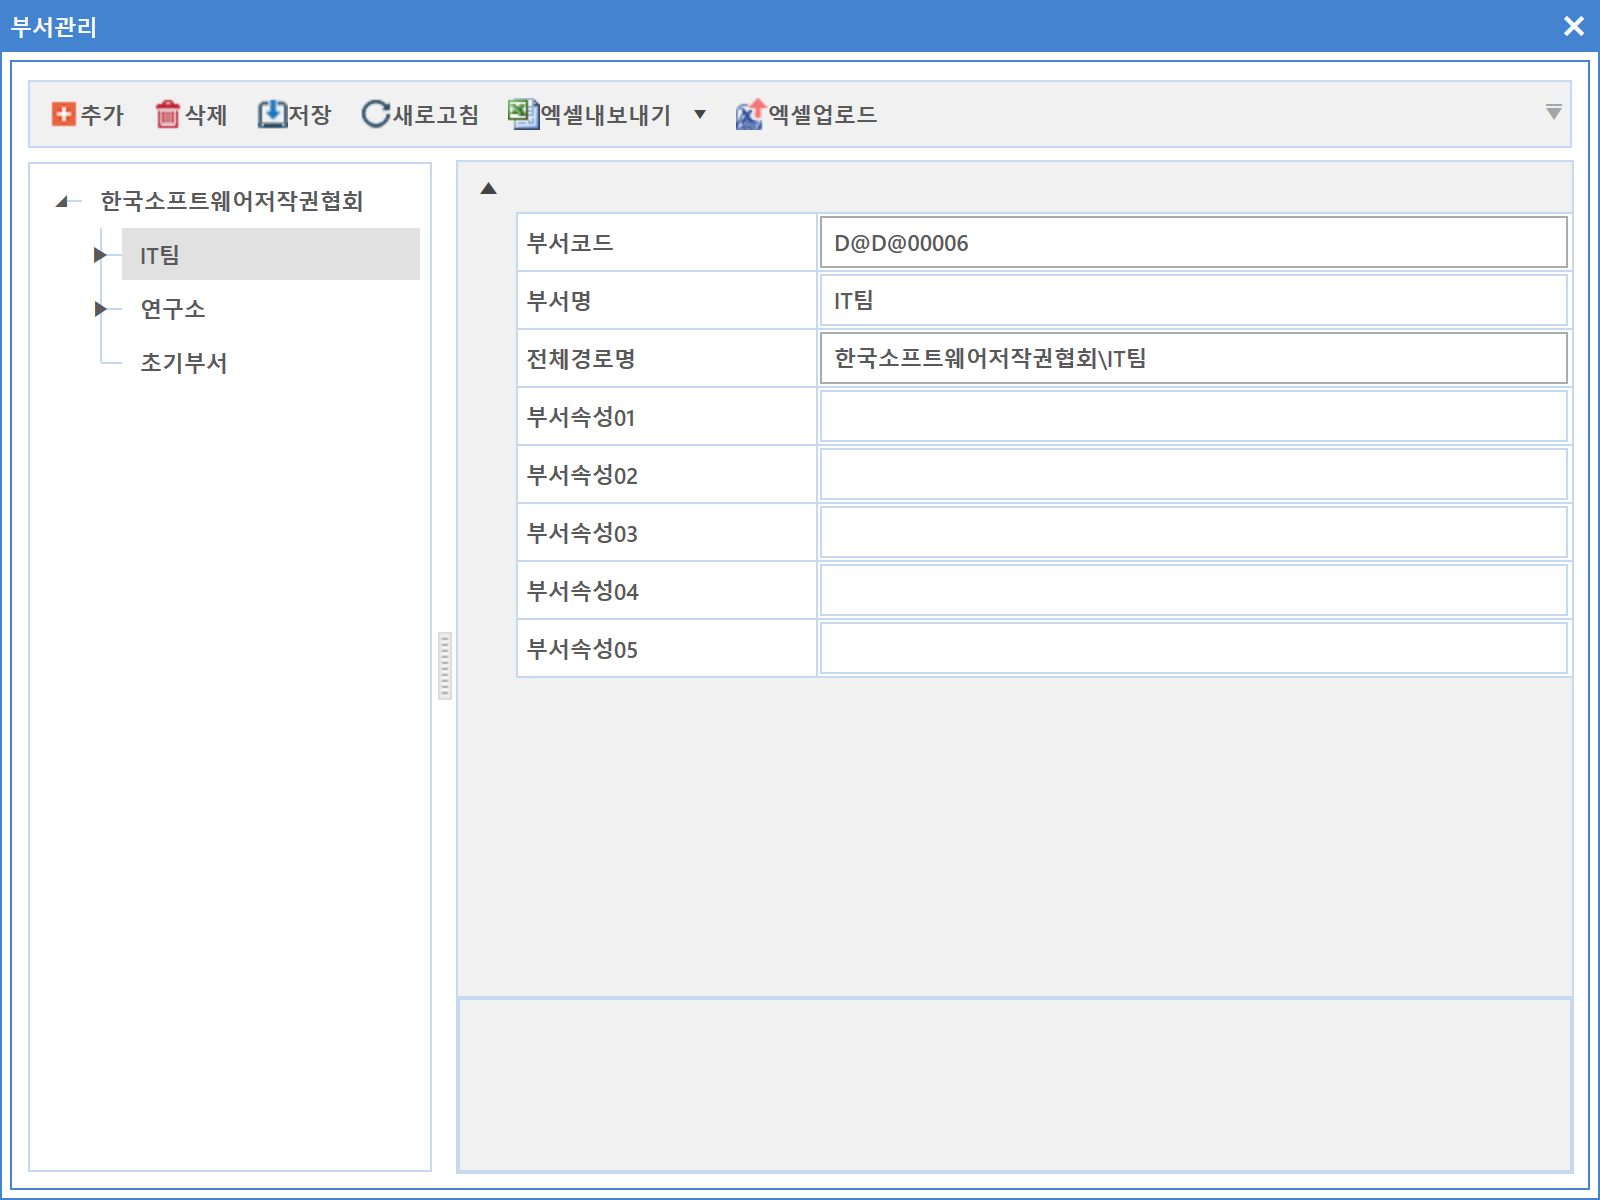 부서관리
추가 삭제 저장 새로고침 엑셀내보내기 엑셀업로드
한국소프트웨어저작권협회
IT팀
연구소
초기부서
부서코드 D@D@00006
부서명 IT팀
전체경로명 한국소프트웨어저작권협회\IT팀
부서속성01
부서속성02
부서속성03
부서속성04
부서속성05